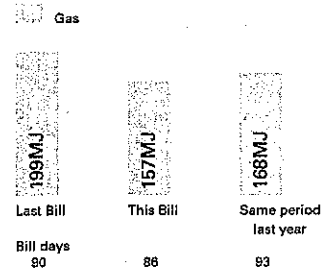 Gas
199MJ
157MJ
168MJ
Last Bill
This Bill
Same period
last year
Bill days
90
86
93